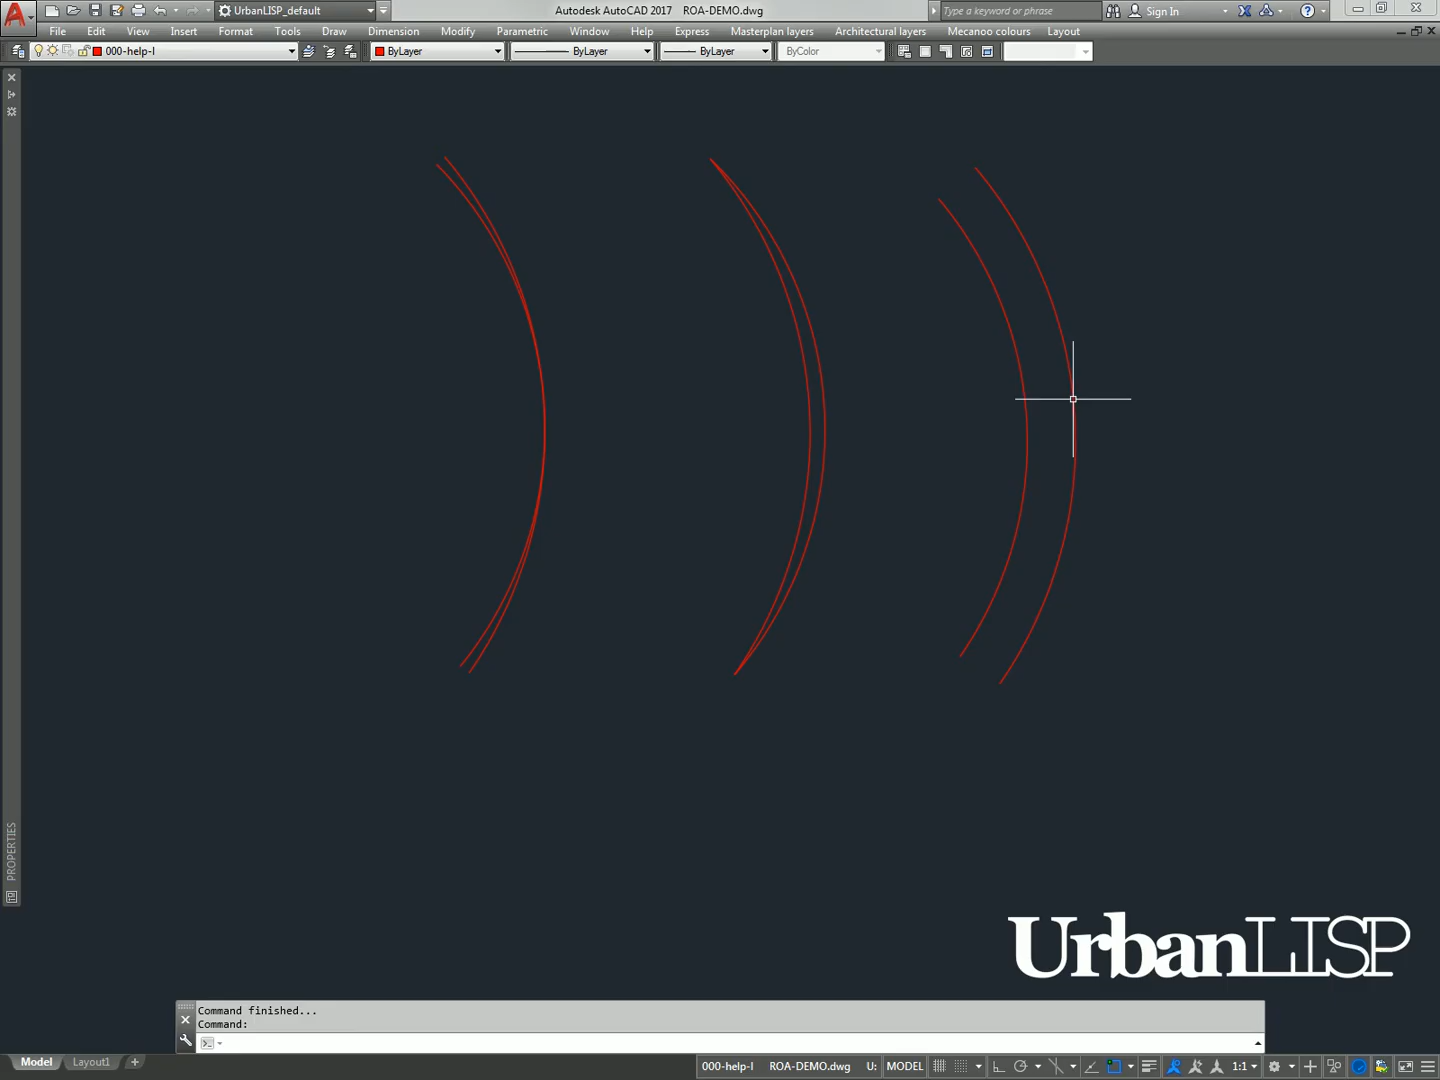 UrbanLISP_default
Autodesk AutoCAD 2017 ROA-DEMO.dwg
Type a keyword or phrase
Sign In
File Edit View Insert Format Tools Draw Dimension Modify Parametric Window Help Express Masterplan layers Architectural layers Mecanoo colours Layout
000-help-l ByLayer ByLayer ByLayer ByColor
PROPERTIES
UrbanLISP
Command finished...
Command:
Model Layout1 +
000-help-l ROA-DEMO.dwg U: MODEL 1:1